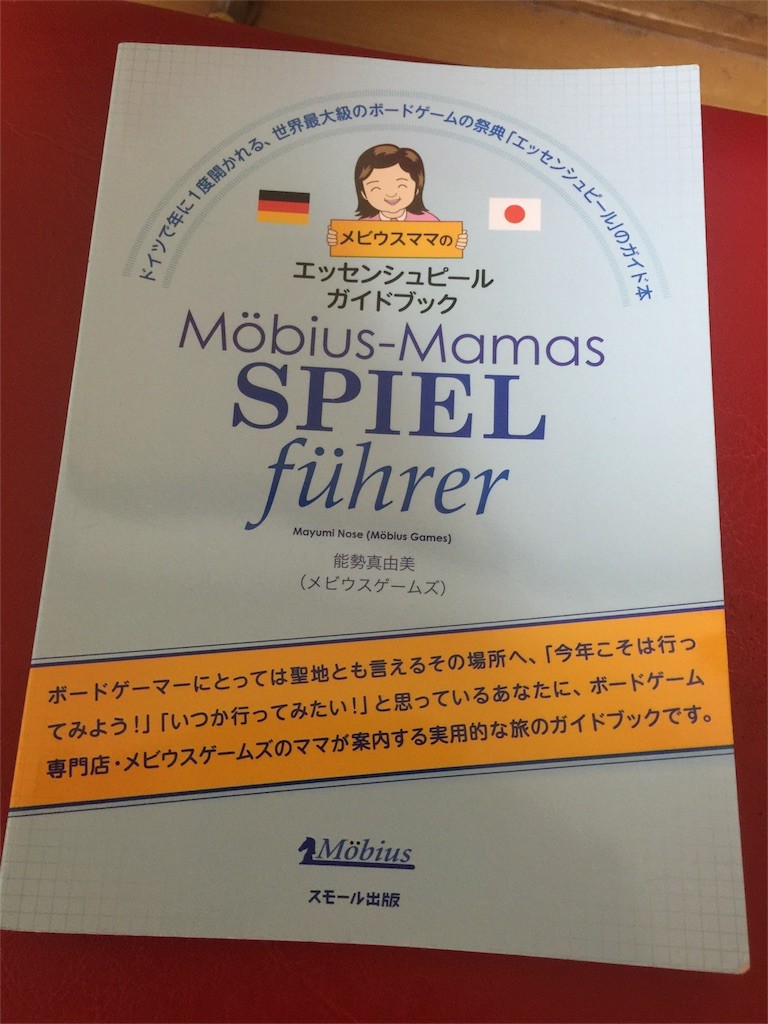 ドイツで年に1度開かれる、世界最大級のボードゲームの祭典「エッセンシュピール」のガイド本
メビウスママの
エッセンシュピール
ガイドブック
Möbius-Mamas
SPIEL
führer
Mayumi Nose (Möbius Games)
能勢真由美
（メビウスゲームズ）
ボードゲーマーにとっては聖地とも言えるその場所へ、「今年こそは行っ
てみよう!」「いつか行ってみたい!」と思っているあなたに、ボードゲーム
専門店・メビウスゲームズのママが案内する実用的な旅のガイドブックです。
Möbius
スモール出版